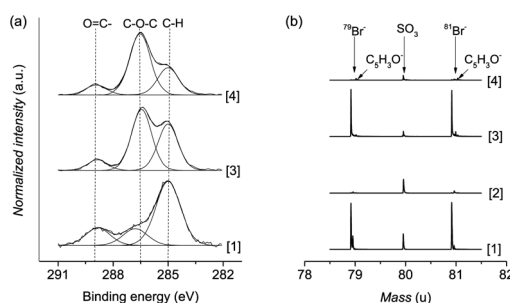 (a)
O=C- C-O-C C-H
[4]
[3]
[1]
Normalized intensity (a.u.)
291 288 285 282
Binding energy (eV)
(b)
⁷⁹Br⁻ SO₃ ⁸¹Br⁻
C₅H₃O⁻ C₅H₃O⁻
[4]
[3]
[2]
[1]
78 79 80 81 82
Mass (u)